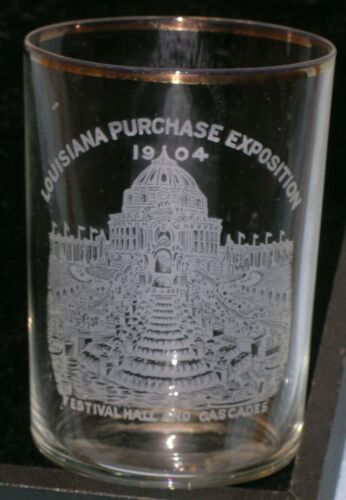 LOUISIANA PURCHASE EXPOSITION
1904
FESTIVAL HALL AND CASCADES